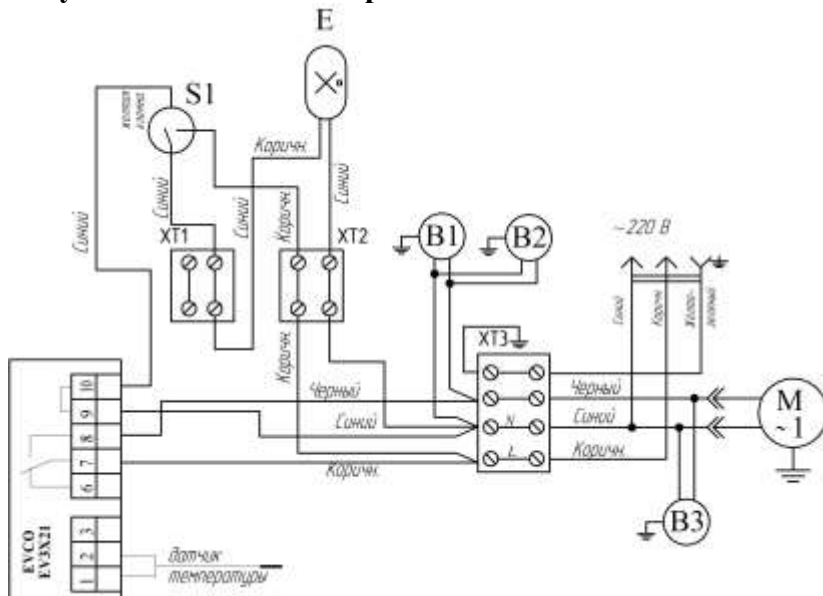 E
S1
желтая
клемма
Коричн.
Синий
Синий
Синий
Коричн.
Синий
XT1
XT2
B1
B2
~220 В
Синий
Коричн.
Желто-
зеленый
Коричн.
XT3
Черный
Черный
Синий
N
Синий
Коричн.
L
Коричн.
M
~1
B3
10
9
8
7
6
3
2
1
EVCO
EV3X21
датчик
температуры